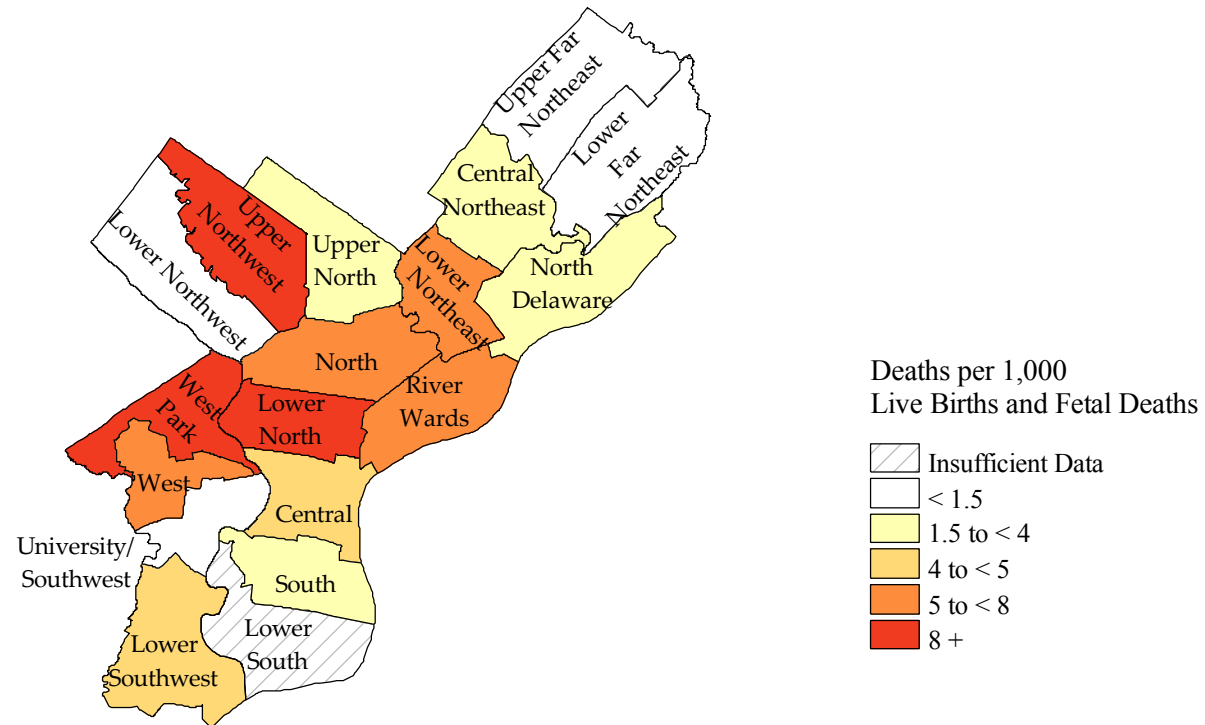 Upper Far
Northeast
Lower
Far
Northeast
Central
Northeast
Upper
Northwest
Lower Northwest
Upper
North
Lower
Northeast
North
Delaware
North
River
Wards
West
Park
Lower
North
West
Central
University/
Southwest
South
Lower
South
Lower
Southwest
Deaths per 1,000
Live Births and Fetal Deaths
Insufficient Data
< 1.5
1.5 to < 4
4 to < 5
5 to < 8
8 +